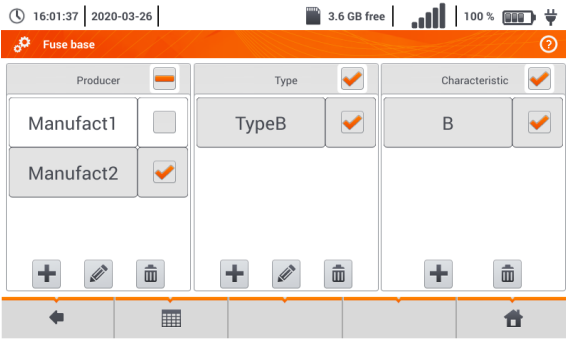 16:01:37 2020-03-26 3.6 GB free 100 %
Fuse base ?
Producer Type Characteristic
Manufact1 TypeB B
Manufact2